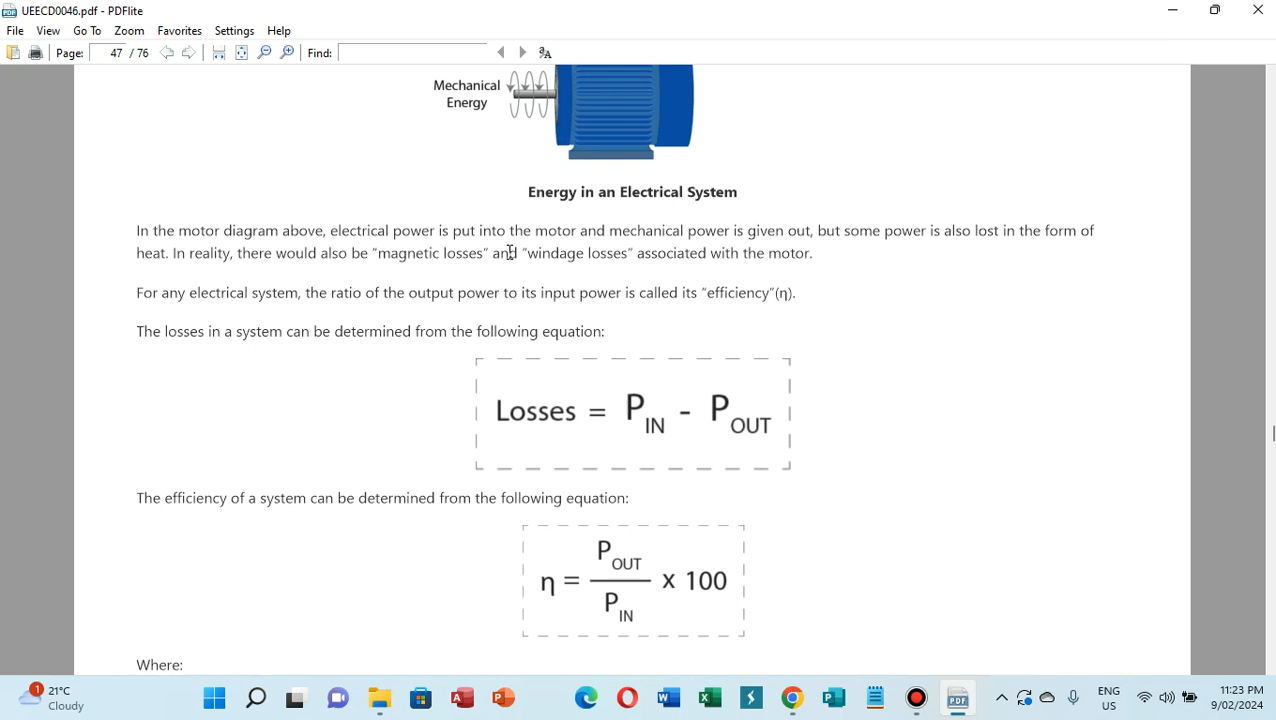 UEECD0046.pdf - PDFlite
File View Go To Zoom Favorites Settings Help
Page: 47 / 76 Find:
Mechanical
Energy
Energy in an Electrical System
In the motor diagram above, electrical power is put into the motor and mechanical power is given out, but some power is also lost in the form of
heat. In reality, there would also be "magnetic losses" and "windage losses" associated with the motor.
For any electrical system, the ratio of the output power to its input power is called its "efficiency"(η).
The losses in a system can be determined from the following equation:
Losses = P_IN - P_OUT
The efficiency of a system can be determined from the following equation:
η = P_OUT / P_IN x 100
Where:
1
21°C
Cloudy
ENG
US
11:23 PM
9/02/2024